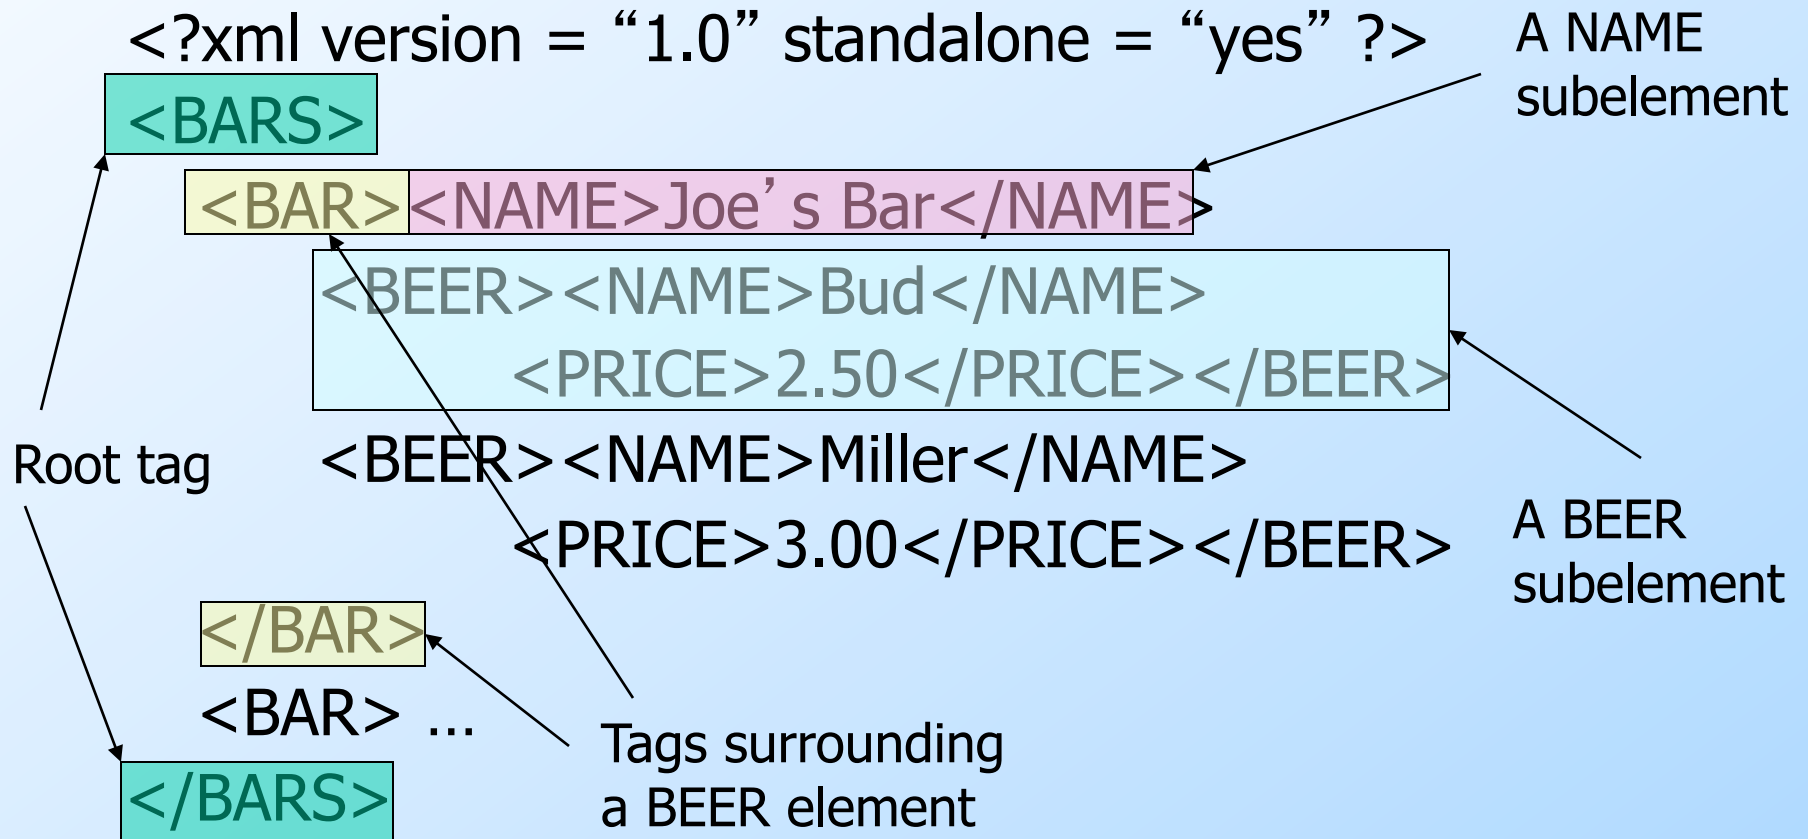 <?xml version = “1.0” standalone = “yes” ?>
<BARS>
<BAR><NAME>Joe’s Bar</NAME>
<BEER><NAME>Bud</NAME>
<PRICE>2.50</PRICE></BEER>
<BEER><NAME>Miller</NAME>
<PRICE>3.00</PRICE></BEER>
</BAR>
<BAR> …
</BARS>
A NAME
subelement
Root tag
A BEER
subelement
Tags surrounding
a BEER element